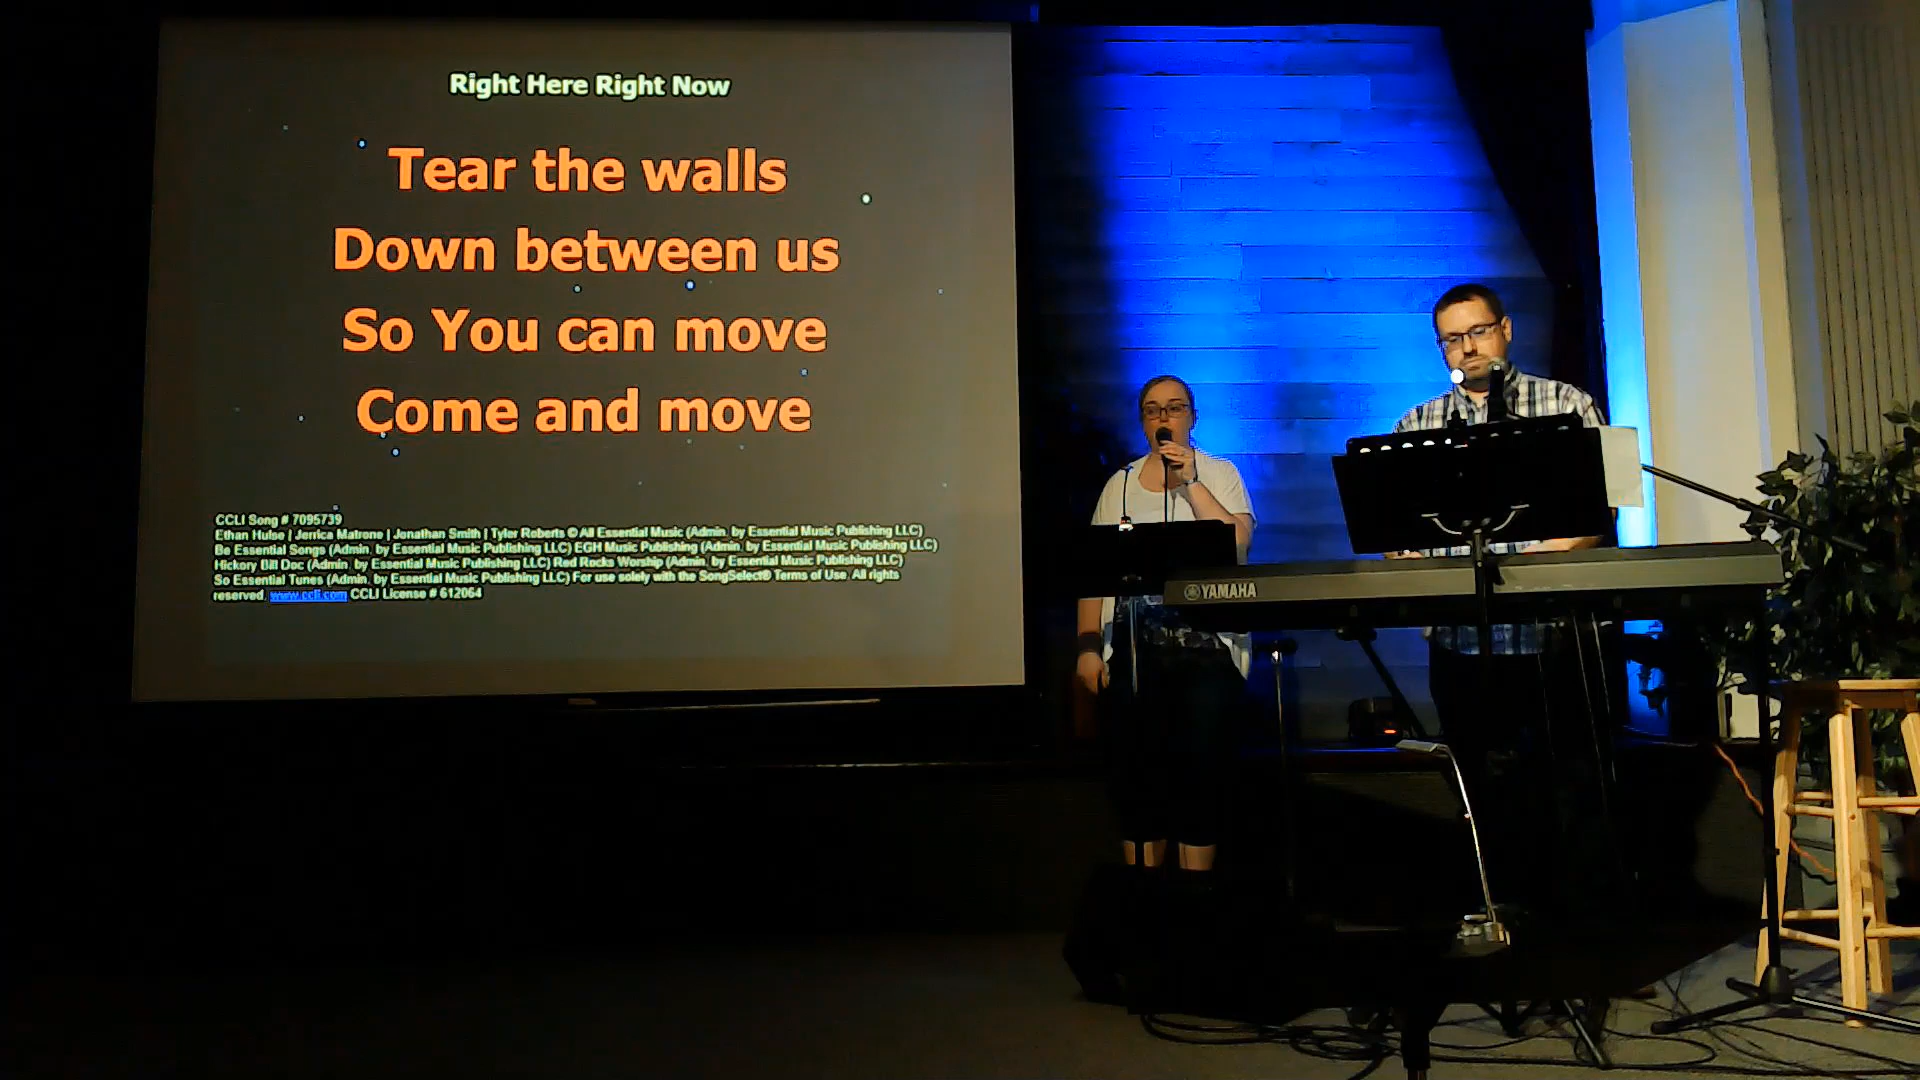 Right Here Right Now
Tear the walls
Down between us
So You can move
Come and move
CCLI Song # 7095739
Ethan Hulse | Jerrica Matrone | Jonathan Smith | Tyler Roberts © All Essential Music (Admin. by Essential Music Publishing LLC)
Be Essential Songs (Admin. by Essential Music Publishing LLC) EGH Music Publishing (Admin. by Essential Music Publishing LLC)
Hickory Bill Doc (Admin. by Essential Music Publishing LLC) Red Rocks Worship (Admin. by Essential Music Publishing LLC)
So Essential Tunes (Admin. by Essential Music Publishing LLC) For use solely with the SongSelect® Terms of Use. All rights
reserved. www.ccli.com CCLI License # 612064
YAMAHA